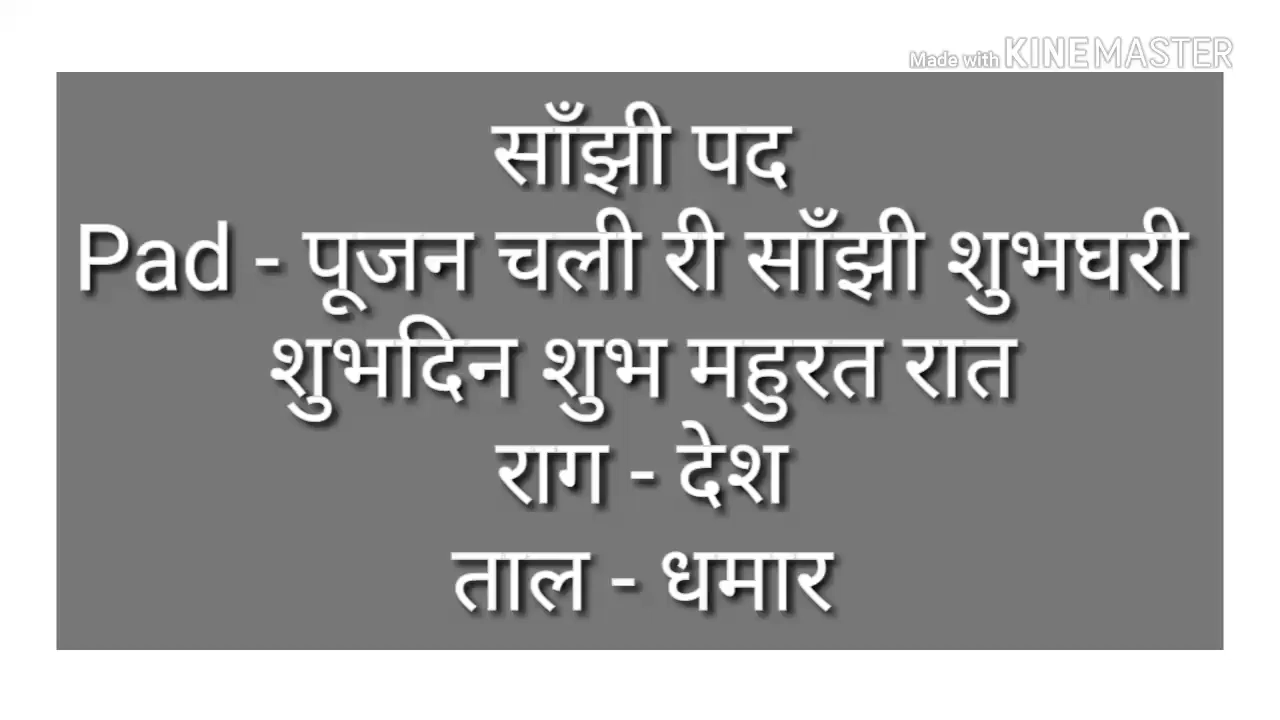 Made with KINEMASTER
साँझी पद
Pad - पूजन चली री साँझी शुभघरी
शुभदिन शुभ महुरत रात
राग - देश
ताल - धमार